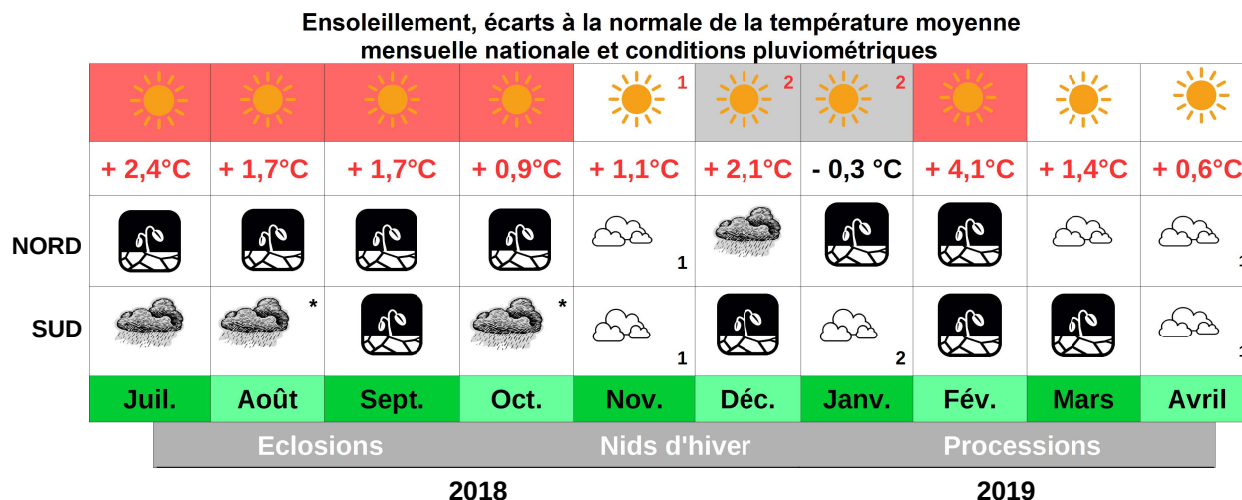 Ensoleillement, écarts à la normale de la température moyenne
mensuelle nationale et conditions pluviométriques
1 2 2
+ 2,4°C + 1,7°C + 1,7°C + 0,9°C + 1,1°C + 2,1°C - 0,3 °C + 4,1°C + 1,4°C + 0,6°C
NORD 1 1
SUD * * 1 2 1
Juil. Août Sept. Oct. Nov. Déc. Janv. Fév. Mars Avril
Eclosions Nids d'hiver Processions
2018 2019